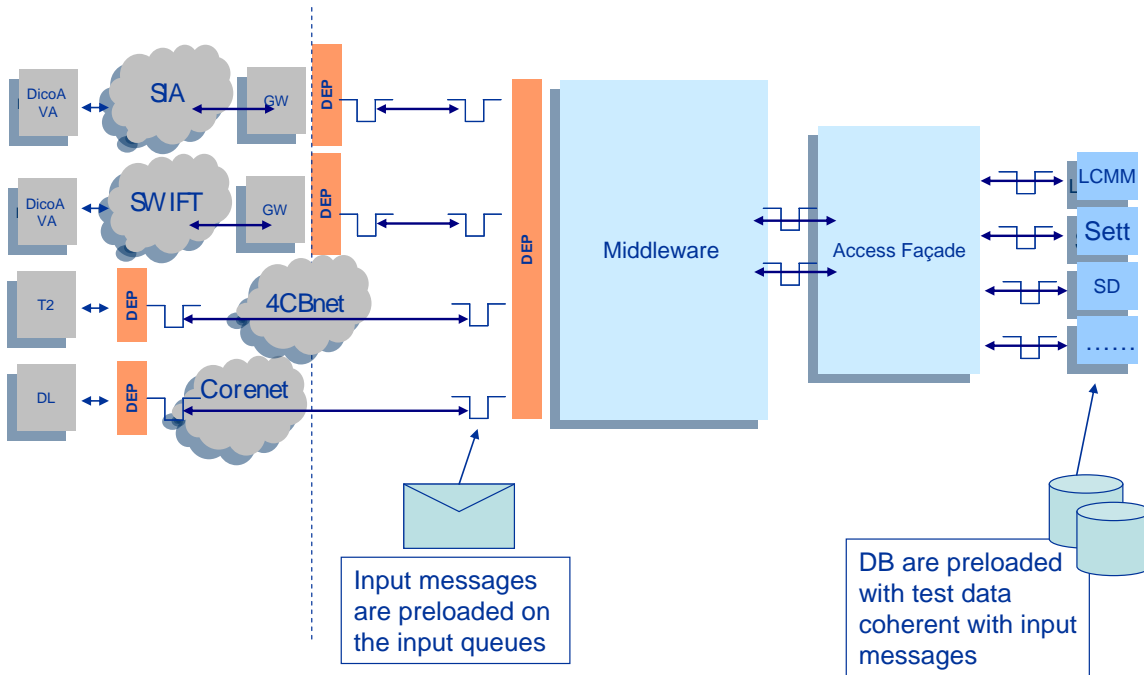 DicoA
VA
SIA
GW
DEP
DEP
Middleware
Access Façade
LCMM
Sett
SD
……
DicoA
VA
SWIFT
GW
DEP
T2
DEP
4CBnet
DL
DEP
Corenet
Input messages
are preloaded on
the input queues
DB are preloaded
with test data
coherent with input
messages